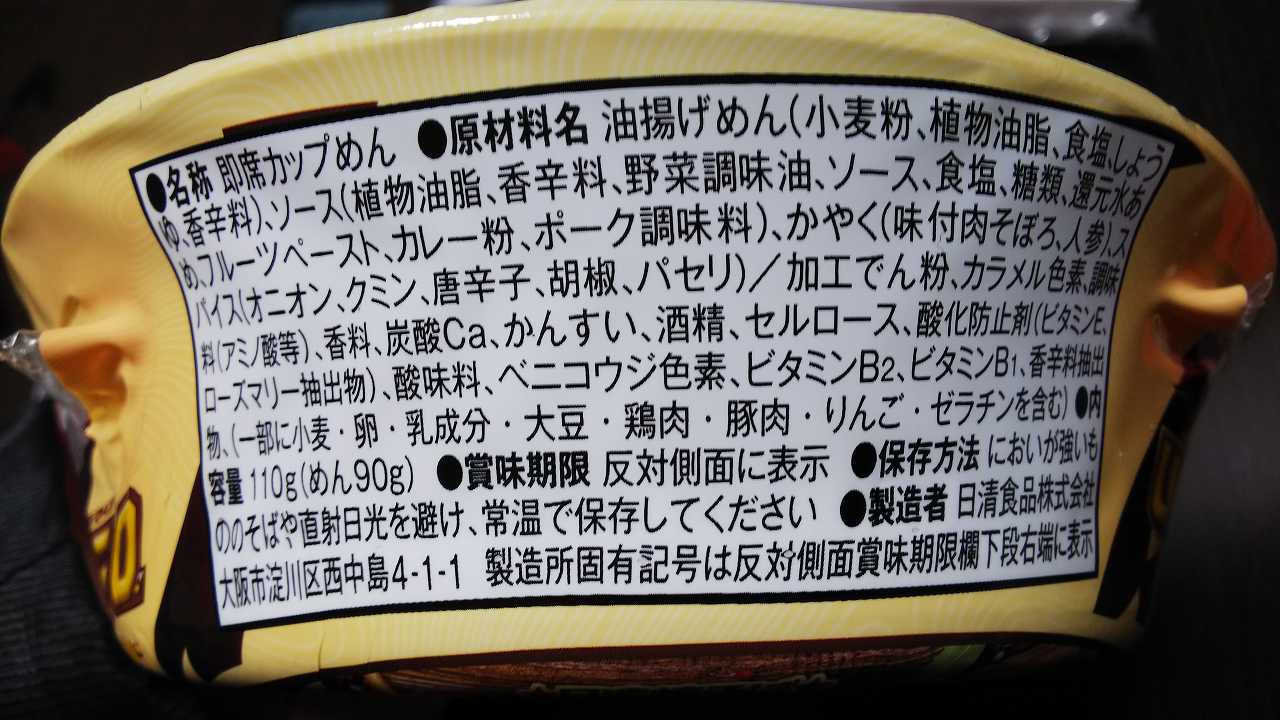 ●名称 即席カップめん ●原材料名 油揚げめん(小麦粉、植物油脂、食塩、しょう
ゆ、香辛料)、ソース(植物油脂、香辛料、野菜調味油、ソース、食塩、糖類、還元水あ
め、フルーツペースト、カレー粉、ポーク調味料)、かやく(味付肉そぼろ、人参)、ス
パイス(オニオン、クミン、唐辛子、胡椒、パセリ)／加工でん粉、カラメル色素、調味
料(アミノ酸等)、香料、炭酸Ca、かんすい、酒精、セルロース、酸化防止剤(ビタミンE、
ローズマリー抽出物)、酸味料、ベニコウジ色素、ビタミンB2、ビタミンB1、香辛料抽出
物、(一部に小麦・卵・乳成分・大豆・鶏肉・豚肉・りんご・ゼラチンを含む) ●内
容量 110g(めん90g) ●賞味期限 反対側面に表示 ●保存方法 においが強いも
ののそばや直射日光を避け、常温で保存してください ●製造者 日清食品株式会社
大阪市淀川区西中島4-1-1 製造所固有記号は反対側面賞味期限欄下段右端に表示